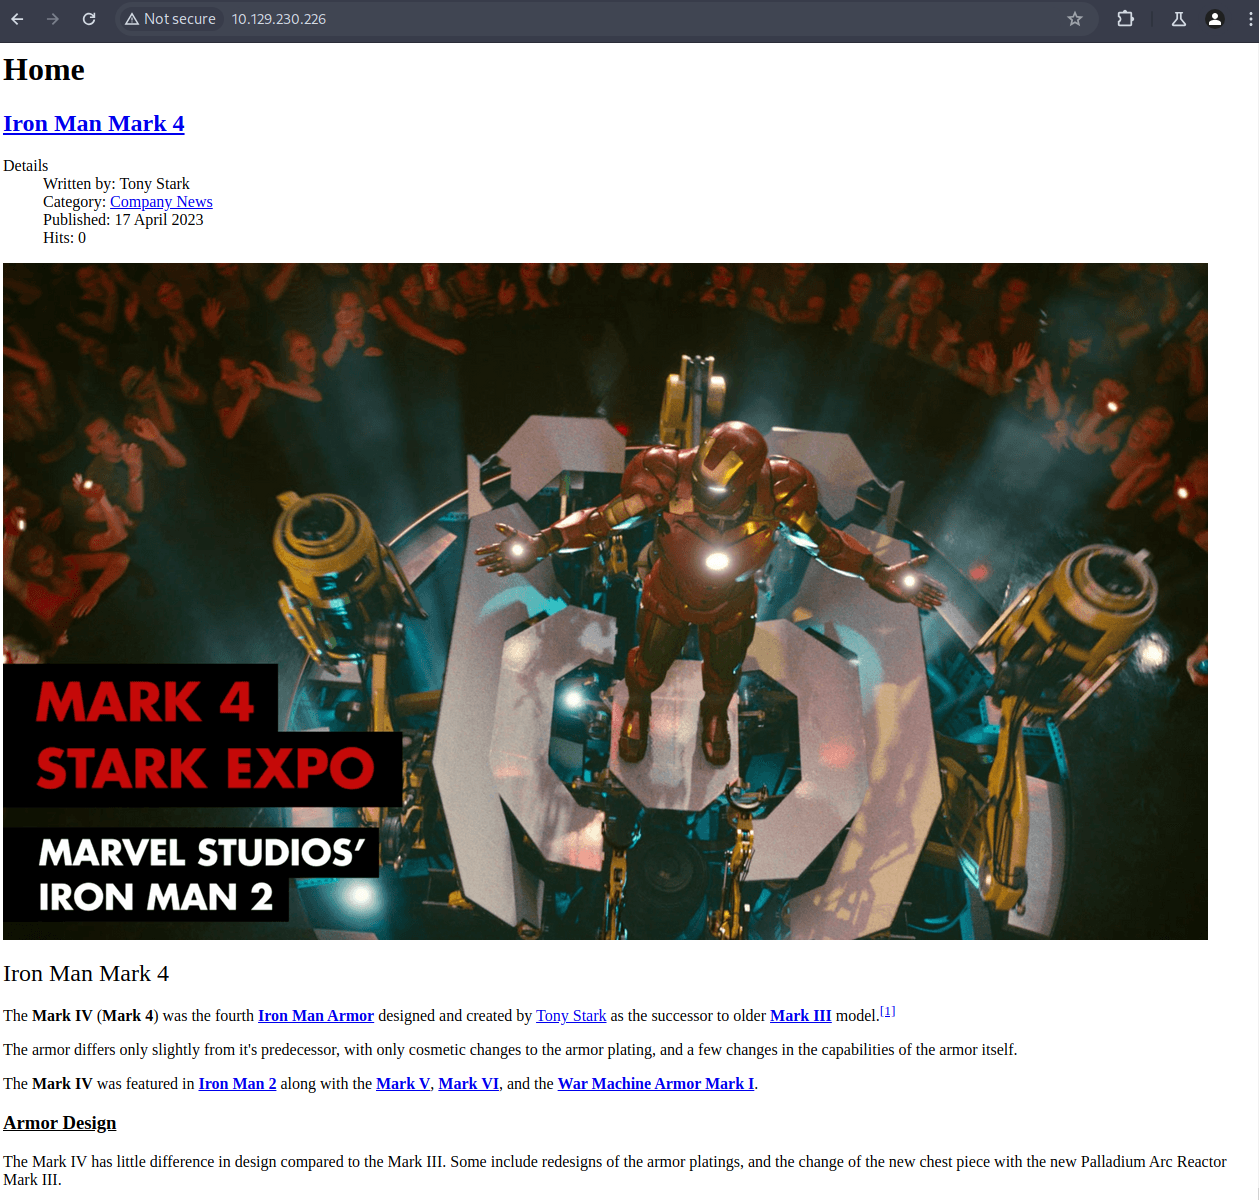 Not secure 10.129.230.226
Home
Iron Man Mark 4
Details
Written by: Tony Stark
Category: Company News
Published: 17 April 2023
Hits: 0
MARK 4
STARK EXPO
MARVEL STUDIOS’
IRON MAN 2
Iron Man Mark 4
The Mark IV (Mark 4) was the fourth Iron Man Armor designed and created by Tony Stark as the successor to older Mark III model.[1]
The armor differs only slightly from it's predecessor, with only cosmetic changes to the armor plating, and a few changes in the capabilities of the armor itself.
The Mark IV was featured in Iron Man 2 along with the Mark V, Mark VI, and the War Machine Armor Mark I.
Armor Design
The Mark IV has little difference in design compared to the Mark III. Some include redesigns of the armor platings, and the change of the new chest piece with the new Palladium Arc Reactor
Mark III.